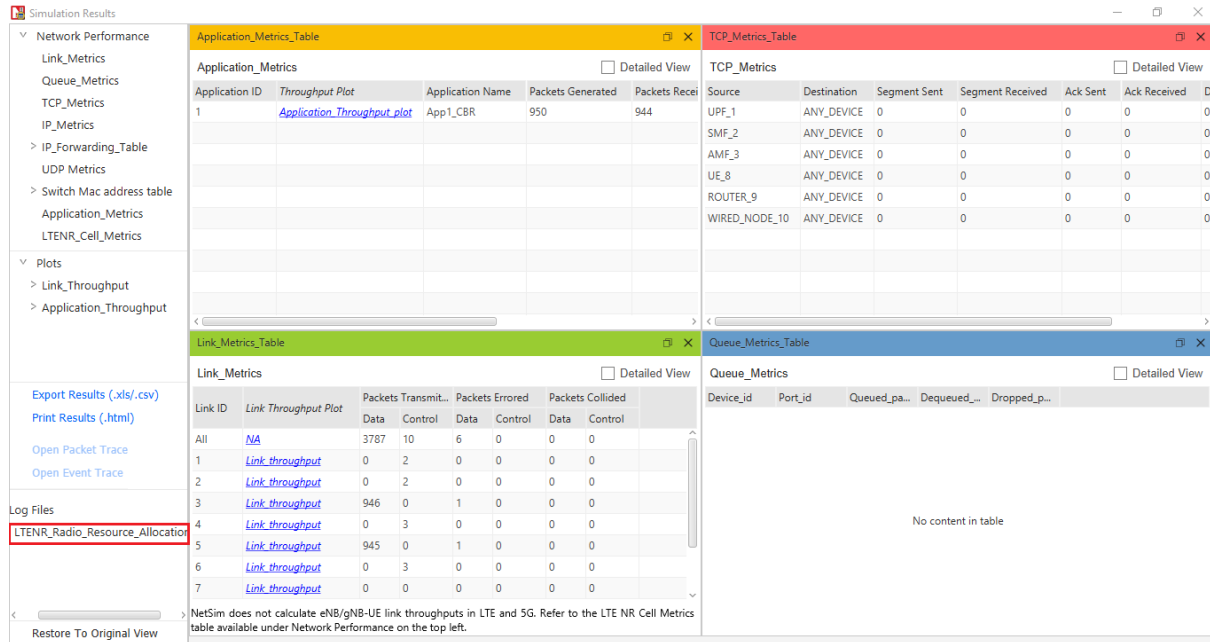 Simulation Results
Network Performance
Link_Metrics
Queue_Metrics
TCP_Metrics
IP_Metrics
IP_Forwarding_Table
UDP Metrics
Switch Mac address table
Application_Metrics
LTENR_Cell_Metrics
Plots
Link_Throughput
Application_Throughput
Export Results (.xls/.csv)
Print Results (.html)
Open Packet Trace
Open Event Trace
Log Files
LTENR_Radio_Resource_Allocation
Restore To Original View
Application_Metrics_Table
Application_Metrics Detailed View
Application ID Throughput Plot Application Name Packets Generated Packets Recei
1 Application_Throughput_plot App1_CBR 950 944
TCP_Metrics_Table
TCP_Metrics Detailed View
Source Destination Segment Sent Segment Received Ack Sent Ack Received D
UPF_1 ANY_DEVICE 0 0 0 0 0
SMF_2 ANY_DEVICE 0 0 0 0 0
AMF_3 ANY_DEVICE 0 0 0 0 0
UE_8 ANY_DEVICE 0 0 0 0 0
ROUTER_9 ANY_DEVICE 0 0 0 0 0
WIRED_NODE_10 ANY_DEVICE 0 0 0 0 0
Link_Metrics_Table
Link_Metrics Detailed View
Link ID Link Throughput Plot Packets Transmit... Packets Errored Packets Collided
Data Control Data Control Data Control
All NA 3787 10 6 0 0 0
1 Link_throughput 0 2 0 0 0 0
2 Link_throughput 0 2 0 0 0 0
3 Link_throughput 946 0 1 0 0 0
4 Link_throughput 0 3 0 0 0 0
5 Link_throughput 945 0 1 0 0 0
6 Link_throughput 0 3 0 0 0 0
7 Link_throughput 0 0 0 0 0 0
NetSim does not calculate eNB/gNB-UE link throughputs in LTE and 5G. Refer to the LTE NR Cell Metrics
table available under Network Performance on the top left.
Queue_Metrics_Table
Queue_Metrics Detailed View
Device_id Port_id Queued_pa... Dequeued_... Dropped_p...
No content in table